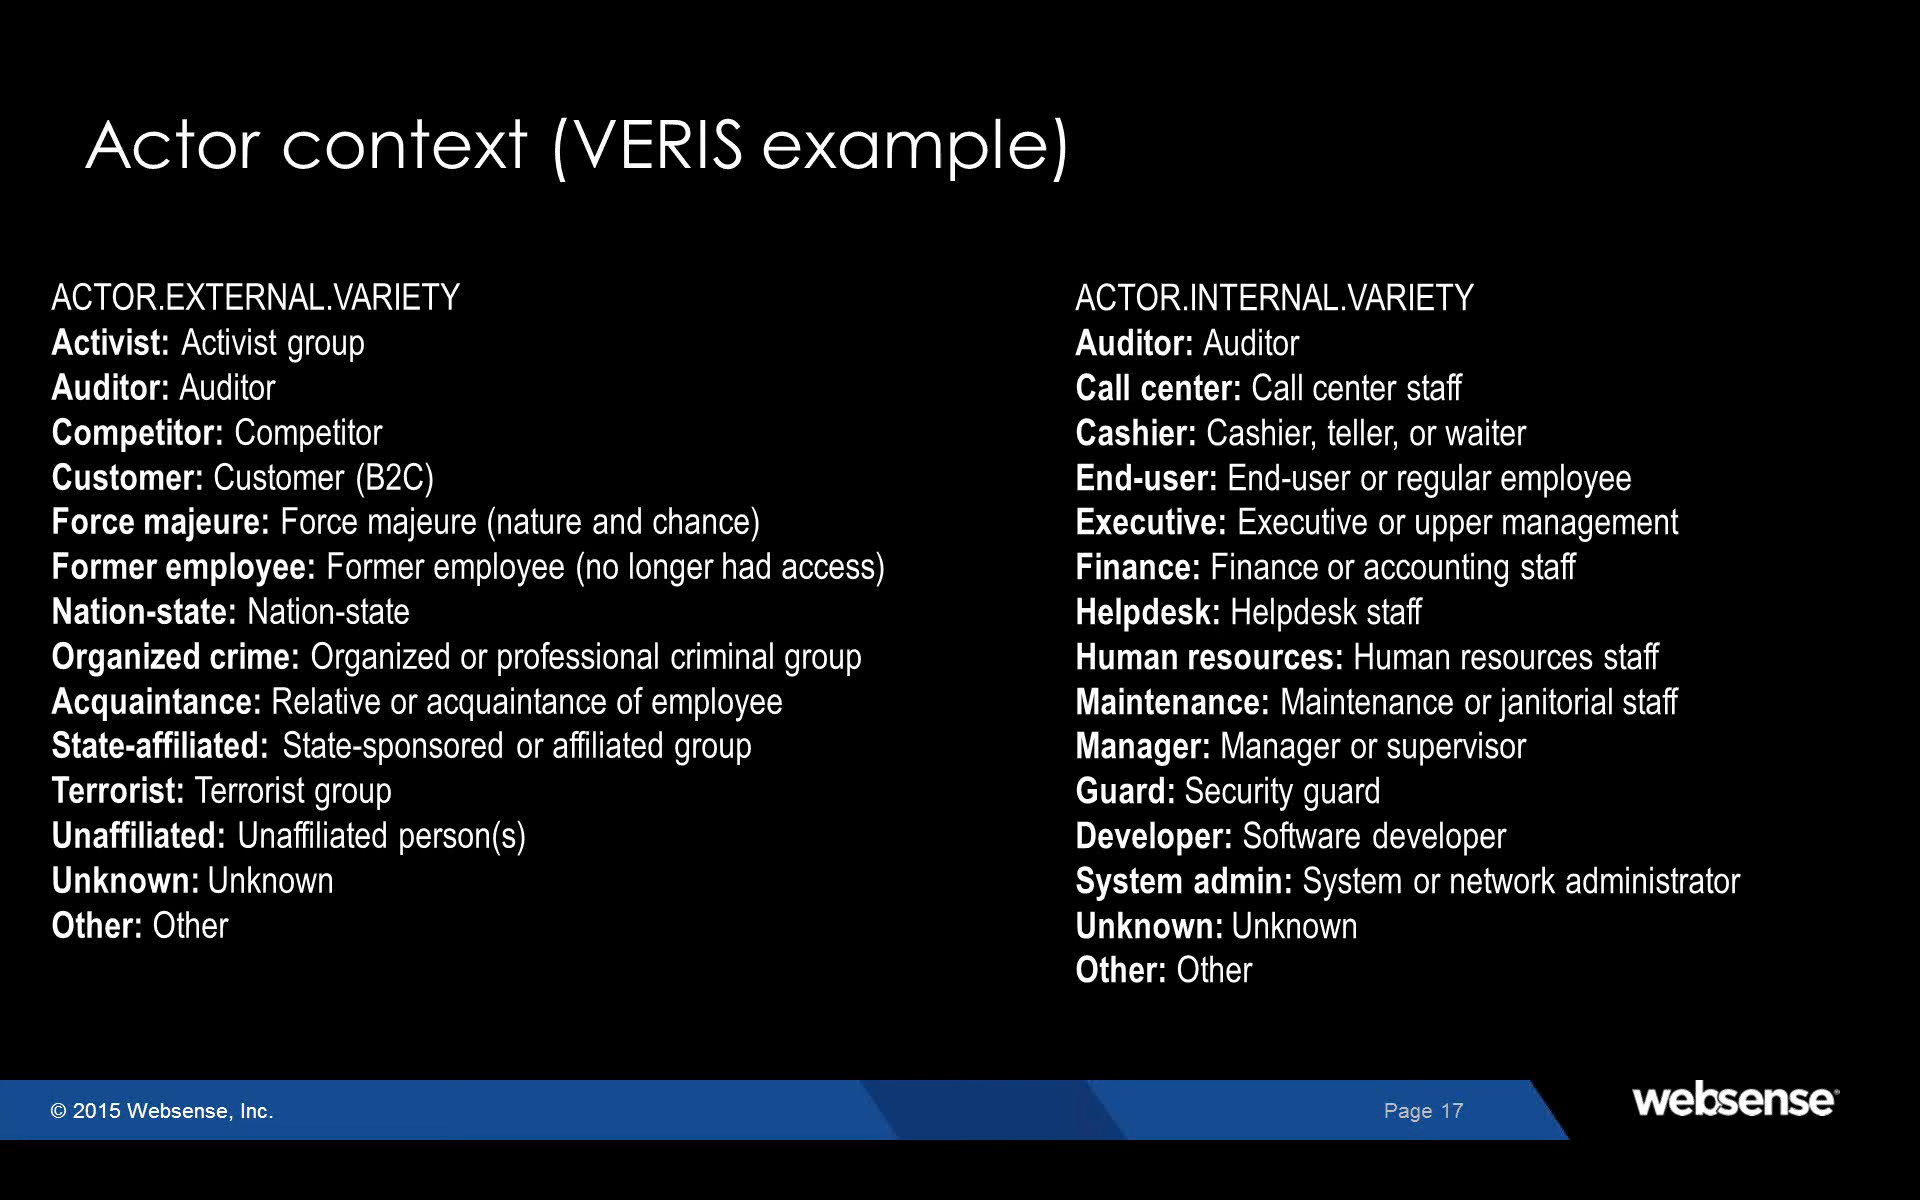 Actor context (VERIS example)
ACTOR.EXTERNAL.VARIETY
Activist: Activist group
Auditor: Auditor
Competitor: Competitor
Customer: Customer (B2C)
Force majeure: Force majeure (nature and chance)
Former employee: Former employee (no longer had access)
Nation-state: Nation-state
Organized crime: Organized or professional criminal group
Acquaintance: Relative or acquaintance of employee
State-affiliated: State-sponsored or affiliated group
Terrorist: Terrorist group
Unaffiliated: Unaffiliated person(s)
Unknown: Unknown
Other: Other
ACTOR.INTERNAL.VARIETY
Auditor: Auditor
Call center: Call center staff
Cashier: Cashier, teller, or waiter
End-user: End-user or regular employee
Executive: Executive or upper management
Finance: Finance or accounting staff
Helpdesk: Helpdesk staff
Human resources: Human resources staff
Maintenance: Maintenance or janitorial staff
Manager: Manager or supervisor
Guard: Security guard
Developer: Software developer
System admin: System or network administrator
Unknown: Unknown
Other: Other
© 2015 Websense, Inc.
Page 17
websense